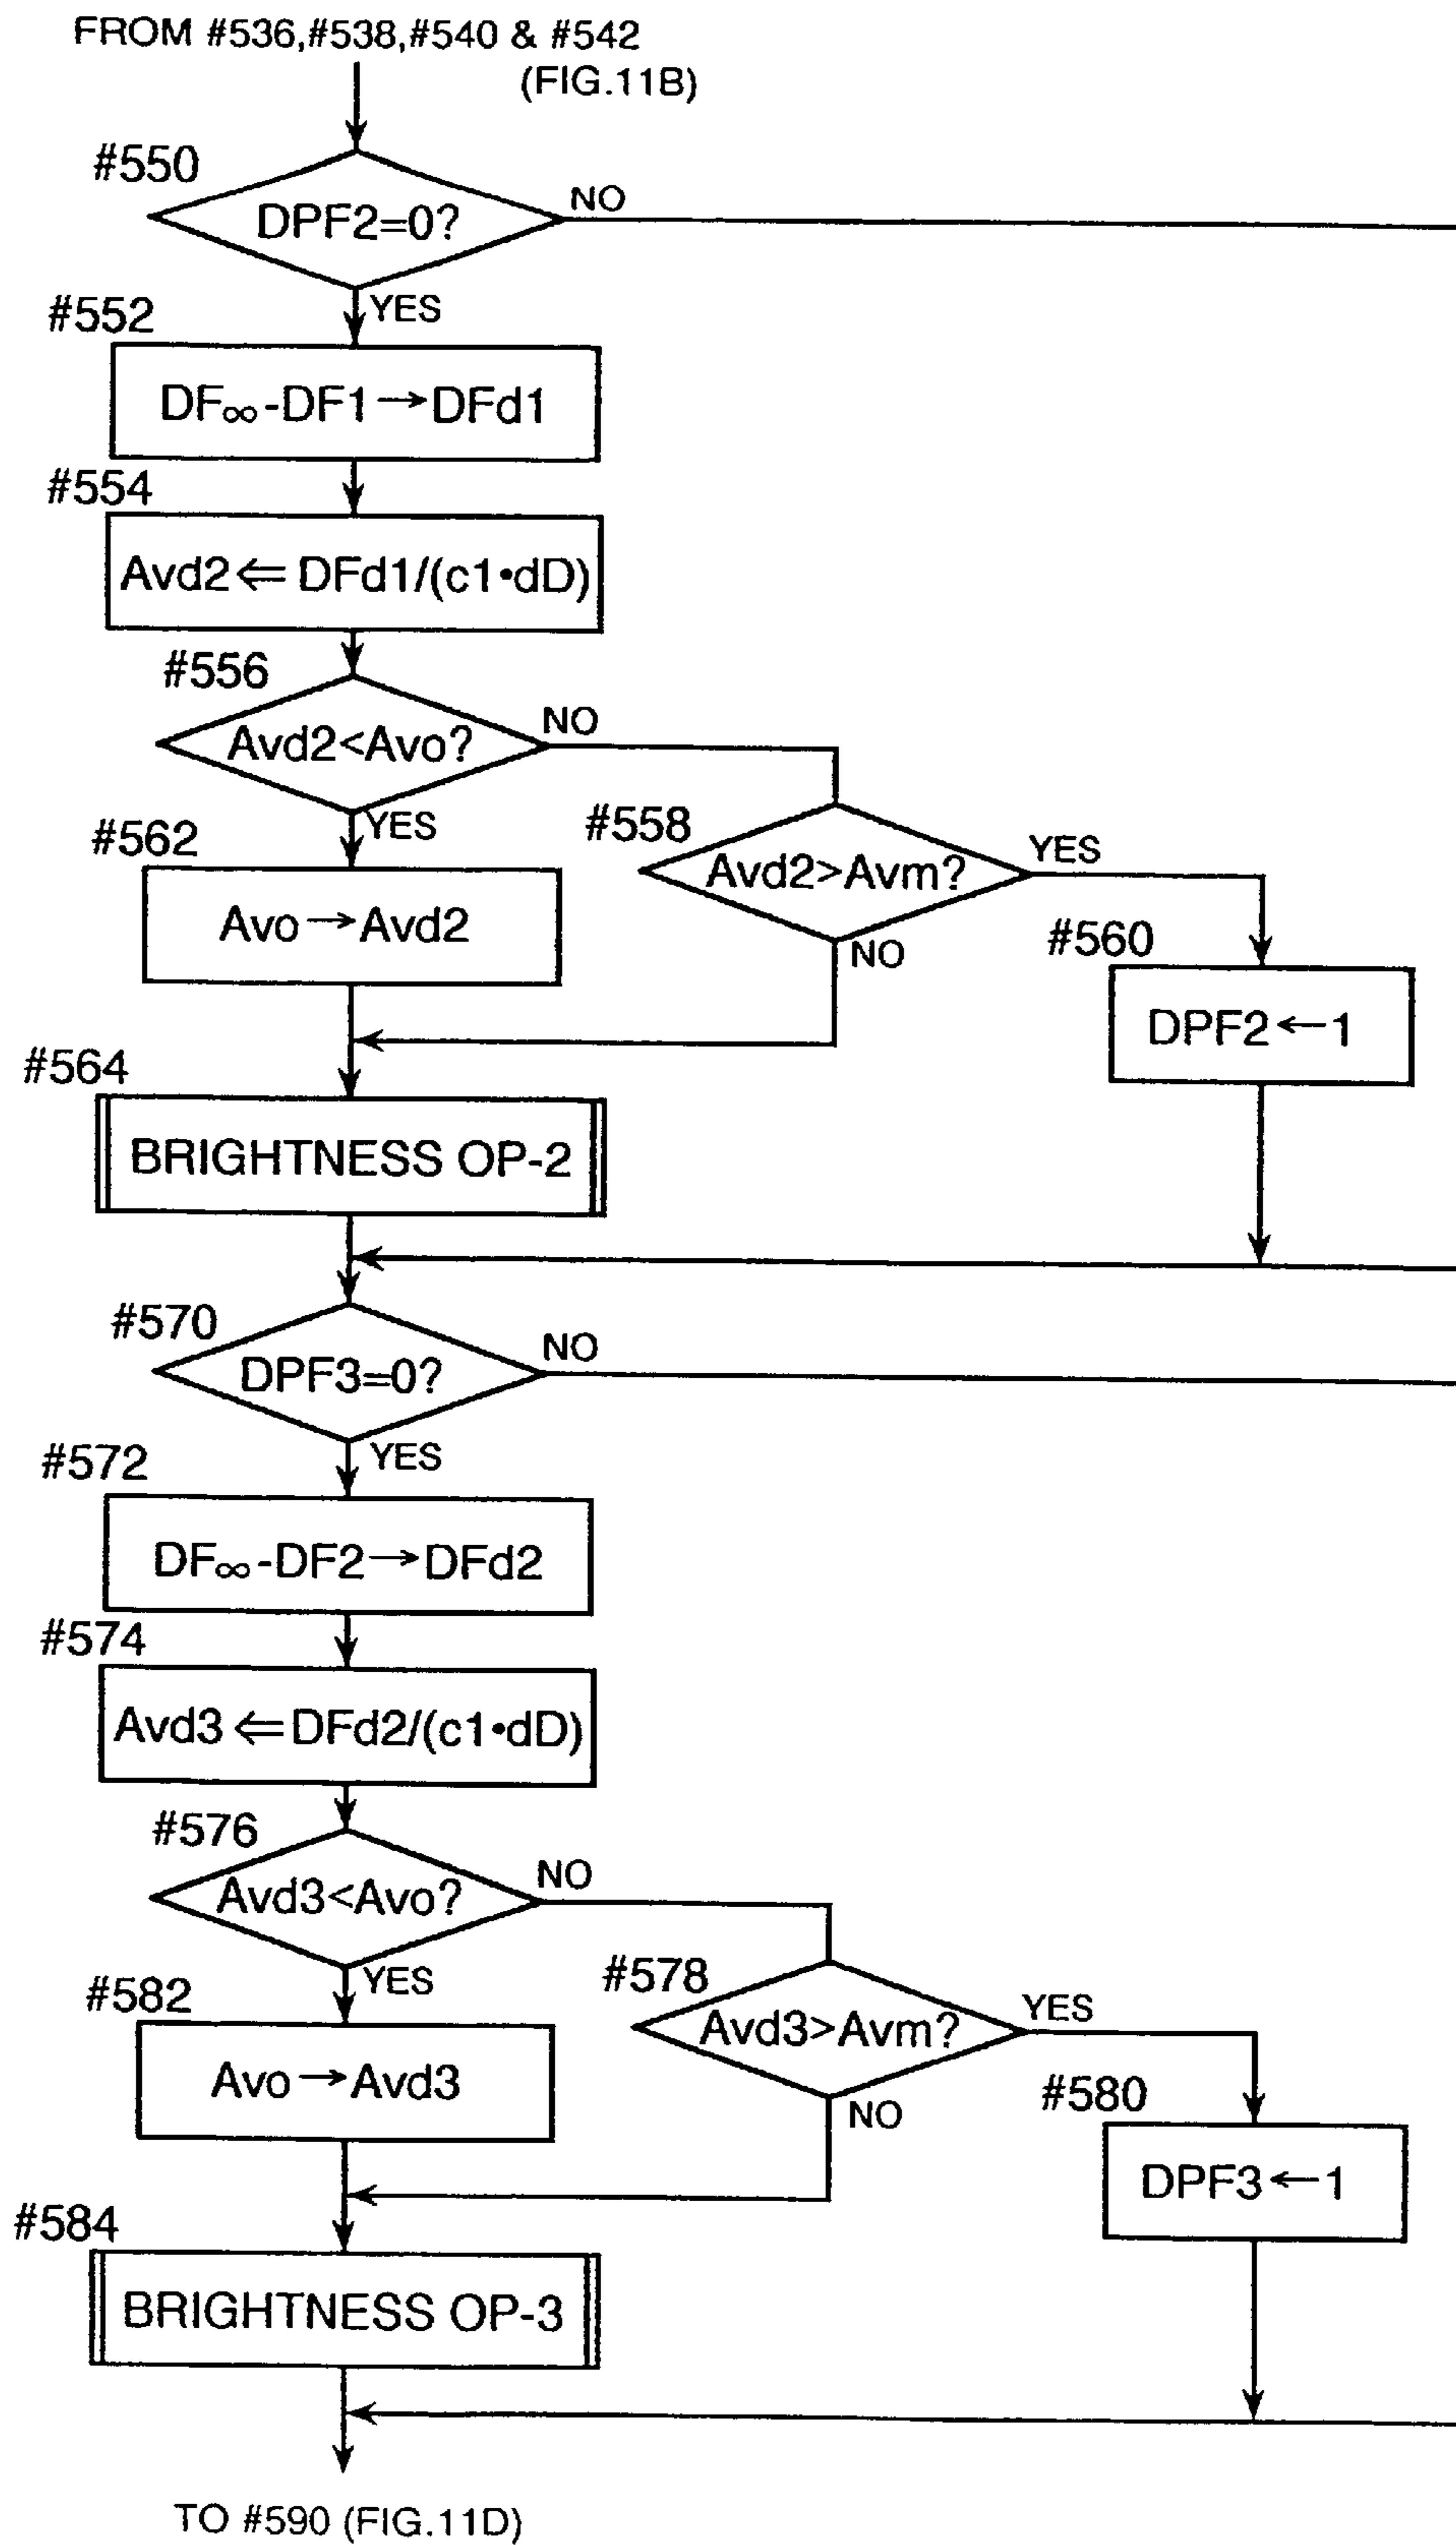 FROM #536,#538,#540 & #542
(FIG.11B)
#550
DPF2=0?
NO
YES
#552
DF∞-DF1→DFd1
#554
Avd2⇐DFd1/(c1•dD)
#556
Avd2<Avo?
NO
YES
#558
Avd2>Avm?
YES
NO
#562
Avo→Avd2
#560
DPF2←1
#564
BRIGHTNESS OP-2
#570
DPF3=0?
NO
YES
#572
DF∞-DF2→DFd2
#574
Avd3⇐DFd2/(c1•dD)
#576
Avd3<Avo?
NO
YES
#578
Avd3>Avm?
YES
NO
#582
Avo→Avd3
#580
DPF3←1
#584
BRIGHTNESS OP-3
TO #590 (FIG.11D)